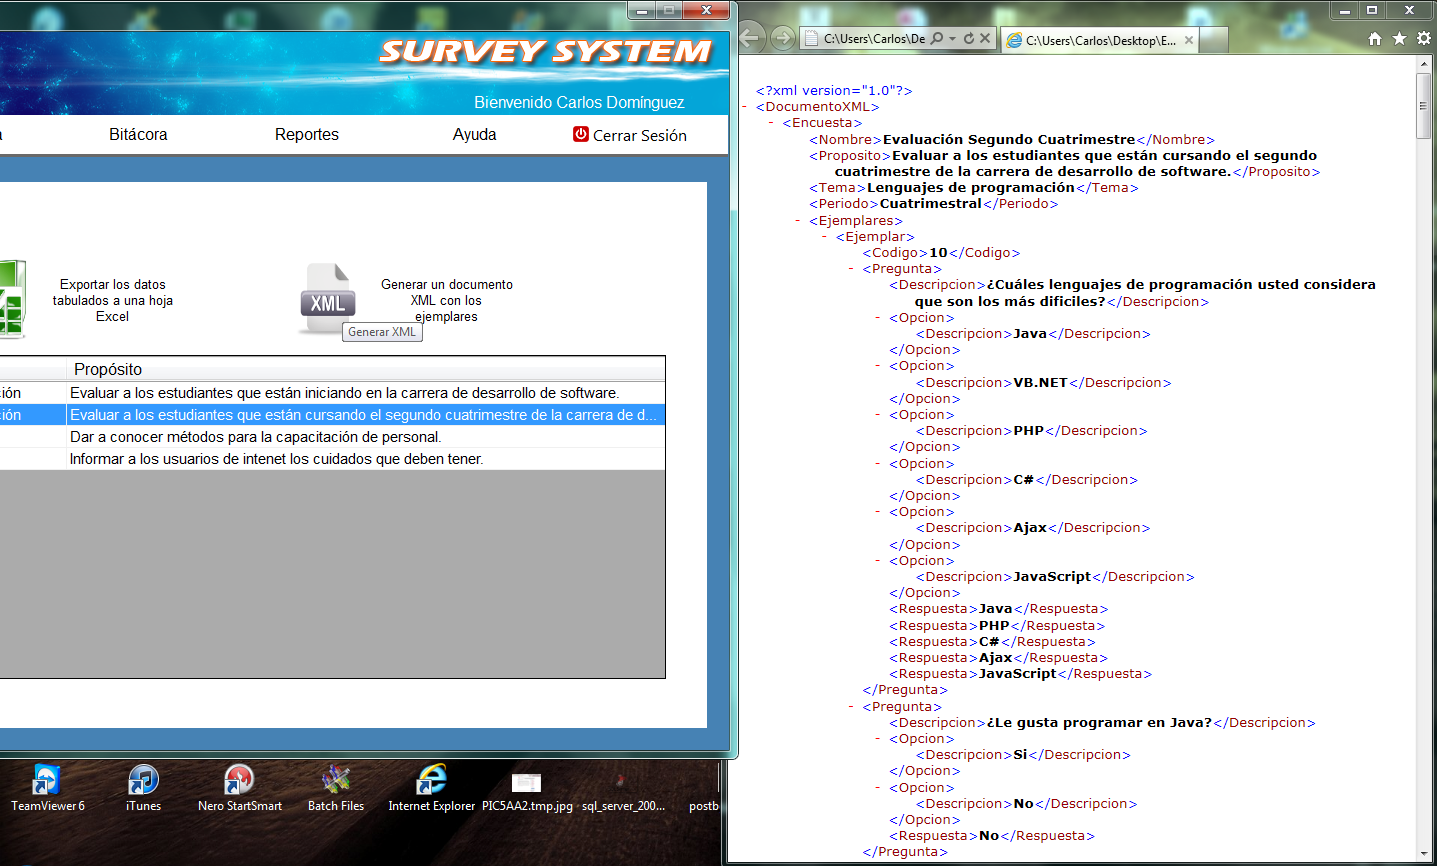 SURVEY SYSTEM
Bienvenido Carlos Domínguez
a Bitácora Reportes Ayuda Cerrar Sesión
Exportar los datos
tabulados a una hoja
Excel
XML
Generar un documento
XML con los
ejemplares
Generar XML
Propósito
ción Evaluar a los estudiantes que están iniciando en la carrera de desarrollo de software.
ción Evaluar a los estudiantes que están cursando el segundo cuatrimestre de la carrera de d...
Dar a conocer métodos para la capacitación de personal.
Informar a los usuarios de intenet los cuidados que deben tener.
TeamViewer 6
iTunes
Nero StartSmart
Batch Files
Internet Explorer
PIC5AA2.tmp.jpg
sql_server_200...
postb
C:\Users\Carlos\De
C:\Users\Carlos\Desktop\E...
<?xml version="1.0"?>
- <DocumentoXML>
- <Encuesta>
<Nombre>Evaluación Segundo Cuatrimestre</Nombre>
<Proposito>Evaluar a los estudiantes que están cursando el segundo
cuatrimestre de la carrera de desarrollo de software.</Proposito>
<Tema>Lenguajes de programación</Tema>
<Periodo>Cuatrimestral</Periodo>
- <Ejemplares>
- <Ejemplar>
<Codigo>10</Codigo>
- <Pregunta>
<Descripcion>¿Cuáles lenguajes de programación usted considera
que son los más dificiles?</Descripcion>
- <Opcion>
<Descripcion>Java</Descripcion>
</Opcion>
- <Opcion>
<Descripcion>VB.NET</Descripcion>
</Opcion>
- <Opcion>
<Descripcion>PHP</Descripcion>
</Opcion>
- <Opcion>
<Descripcion>C#</Descripcion>
</Opcion>
- <Opcion>
<Descripcion>Ajax</Descripcion>
</Opcion>
- <Opcion>
<Descripcion>JavaScript</Descripcion>
</Opcion>
<Respuesta>Java</Respuesta>
<Respuesta>PHP</Respuesta>
<Respuesta>C#</Respuesta>
<Respuesta>Ajax</Respuesta>
<Respuesta>JavaScript</Respuesta>
</Pregunta>
- <Pregunta>
<Descripcion>¿Le gusta programar en Java?</Descripcion>
- <Opcion>
<Descripcion>Si</Descripcion>
</Opcion>
- <Opcion>
<Descripcion>No</Descripcion>
</Opcion>
<Respuesta>No</Respuesta>
</Pregunta>